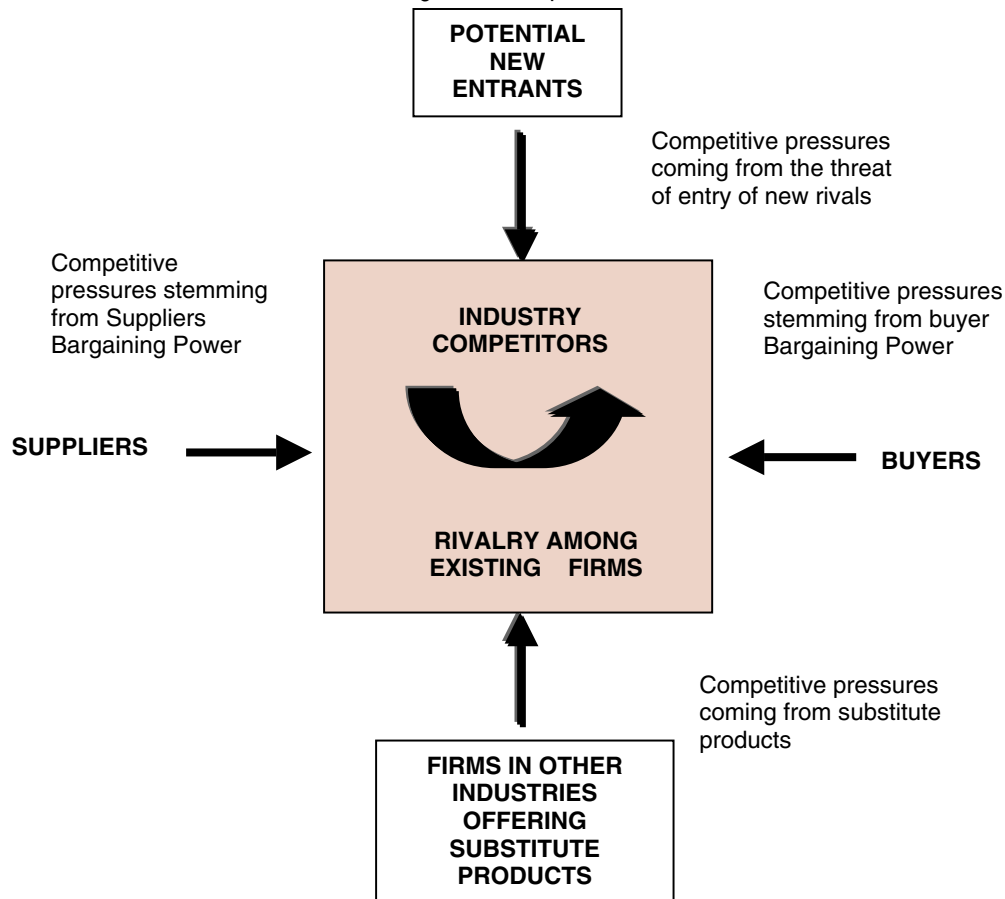 POTENTIAL
NEW
ENTRANTS
Competitive pressures
coming from the threat
of entry of new rivals
Competitive
pressures stemming
from Suppliers
Bargaining Power
INDUSTRY
COMPETITORS
Competitive pressures
stemming from buyer
Bargaining Power
SUPPLIERS
BUYERS
RIVALRY AMONG
EXISTING FIRMS
Competitive pressures
coming from substitute
products
FIRMS IN OTHER
INDUSTRIES
OFFERING
SUBSTITUTE
PRODUCTS